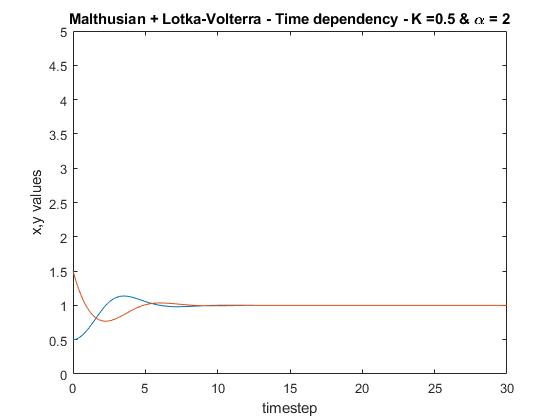 Malthusian + Lotka-Volterra - Time dependency - K =0.5 & α = 2
5
4.5
4
3.5
3
2.5
2
1.5
1
0.5
0
x,y values
0 5 10 15 20 25 30
timestep